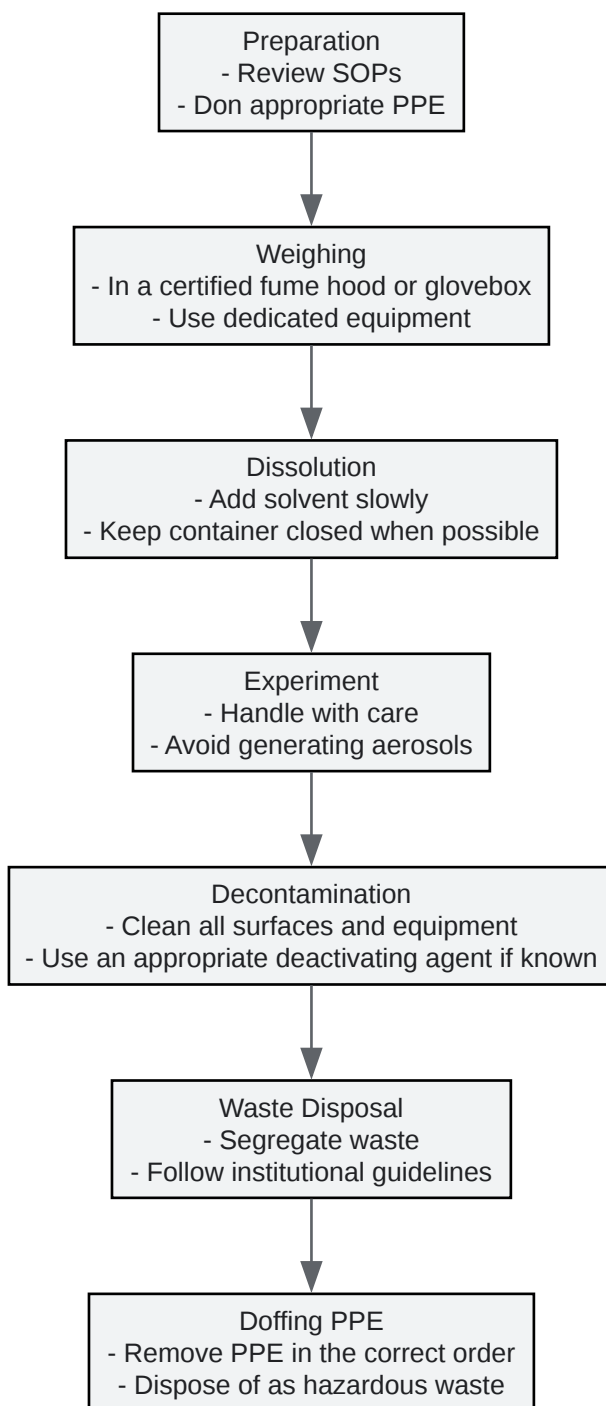 Preparation
- Review SOPs
- Don appropriate PPE
Weighing
- In a certified fume hood or glovebox
- Use dedicated equipment
Dissolution
- Add solvent slowly
- Keep container closed when possible
Experiment
- Handle with care
- Avoid generating aerosols
Decontamination
- Clean all surfaces and equipment
- Use an appropriate deactivating agent if known
Waste Disposal
- Segregate waste
- Follow institutional guidelines
Doffing PPE
- Remove PPE in the correct order
- Dispose of as hazardous waste